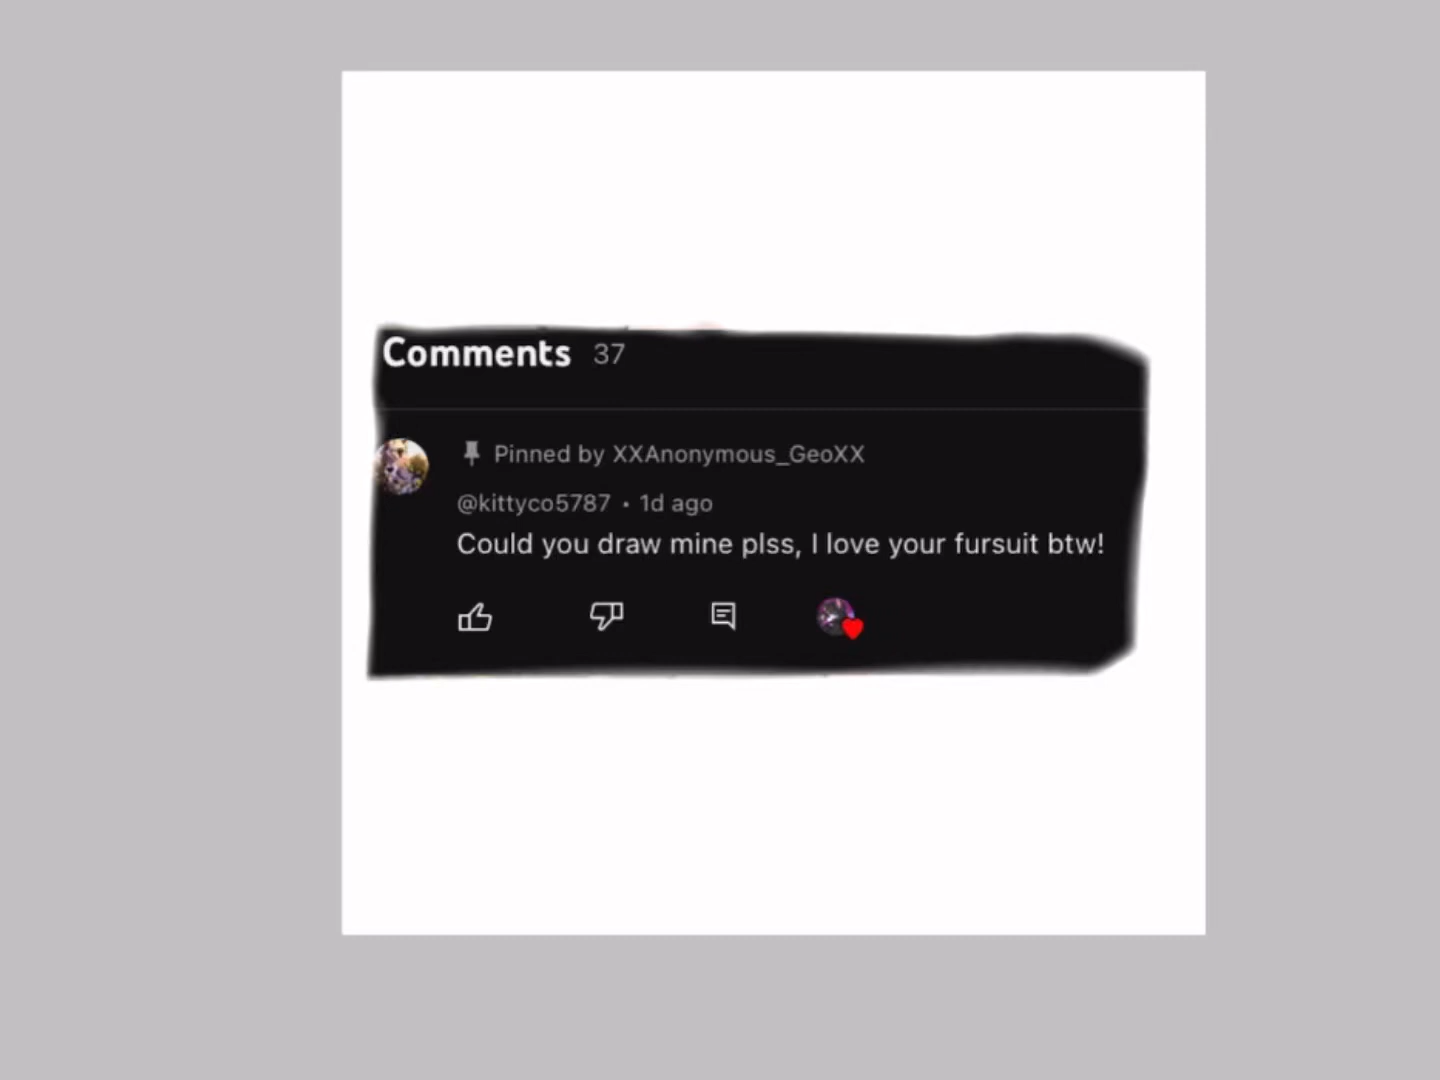 Comments 37
Pinned by XXAnonymous_GeoXX
@kittyco5787 • 1d ago
Could you draw mine plss, I love your fursuit btw!